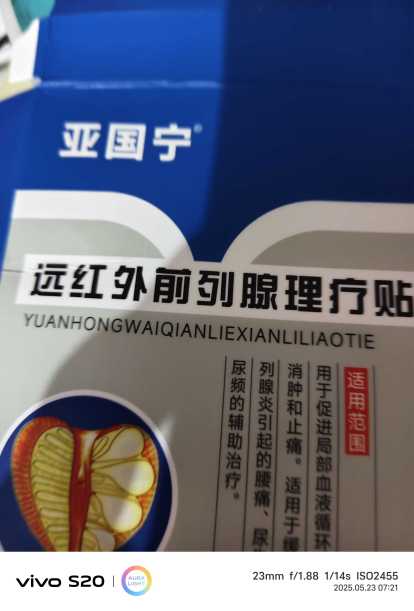 亚国宁®
远红外前列腺理疗贴
YUANHONGWAIQIANLIEXIANLILIAOTIE
适用范围
用于促进局部血液循环
消肿和止痛。适用于缓
列腺炎引起的腰痛、尿
尿频的辅助治疗。
vivo S20
AURA LIGHT
23mm f/1.88 1/14s ISO2455
2025.05.23 07:21